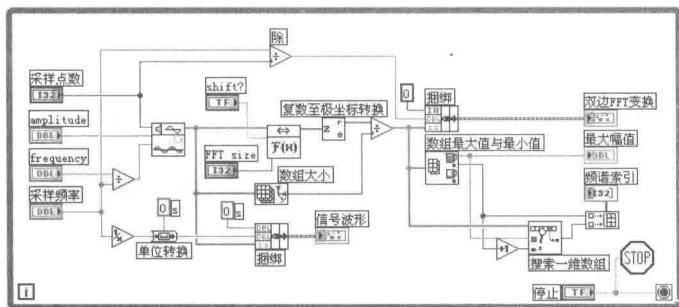 除
采样点数
I32
shift?
TF
复数至极坐标转换
0
捆绑
双边FFT变换
amplitude
DBL
数组最大值与最小值
最大幅值
DBL
frequency
DBL
FFT size
I32
F(H)
数组大小
频谱索引
I32
采样频率
DBL
0 s
0 s
信号波形
单位转换
捆绑
DBL
+1
搜索一维数组
STOP
停止
TF
i